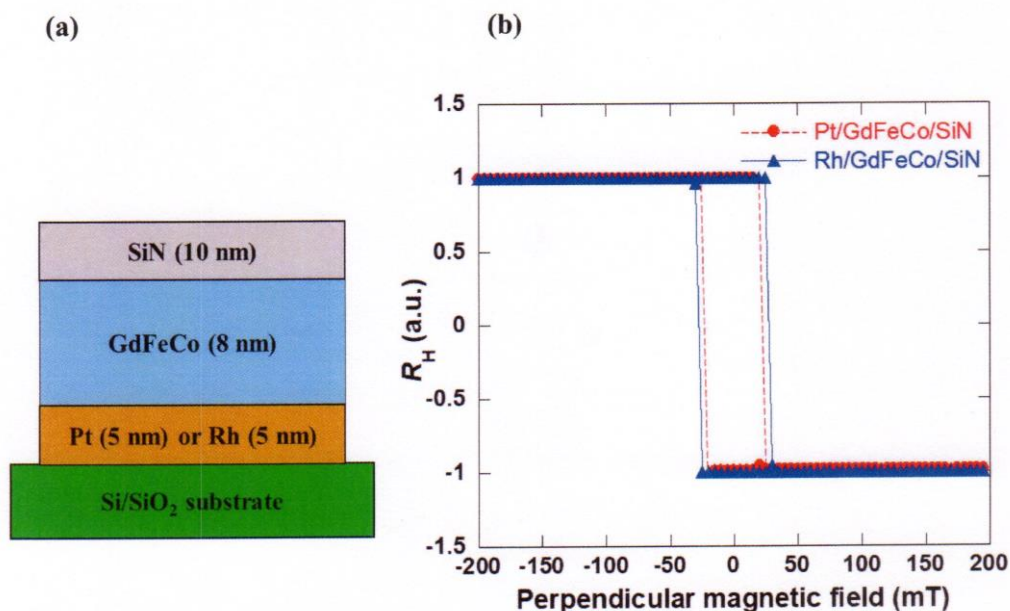 (a)
SiN (10 nm)
GdFeCo (8 nm)
Pt (5 nm) or Rh (5 nm)
Si/SiO₂ substrate
(b)
1.5
1
0.5
0
-0.5
-1
-1.5
R_H (a.u.)
Pt/GdFeCo/SiN
Rh/GdFeCo/SiN
-200 -150 -100 -50 0 50 100 150 200
Perpendicular magnetic field (mT)